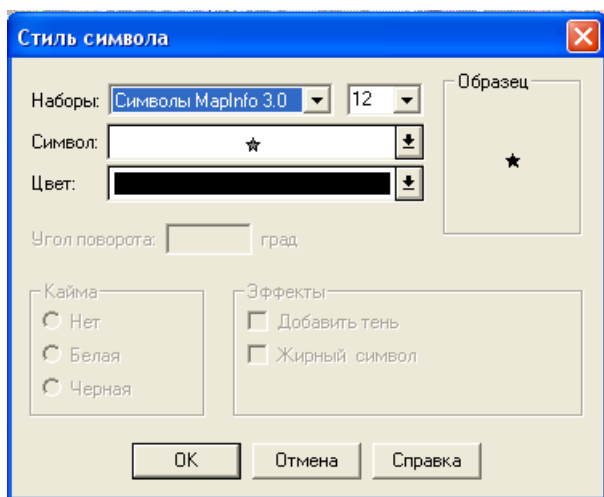 Стиль символа
Наборы: Символы MapInfo 3.0 12
Образец
Символ:
Цвет:
Угол поворота: град
Кайма
Нет
Белая
Черная
Эффекты
Добавить тень
Жирный символ
OK Отмена Справка